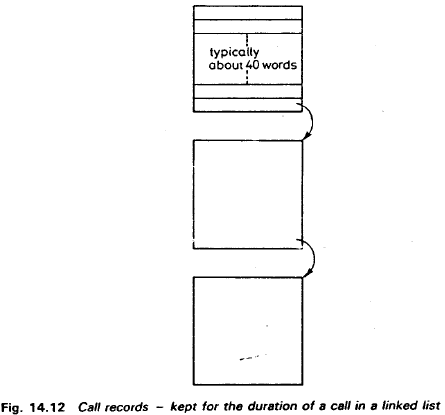 typically
about 40 words
Fig. 14.12 Call records – kept for the duration of a call in a linked list